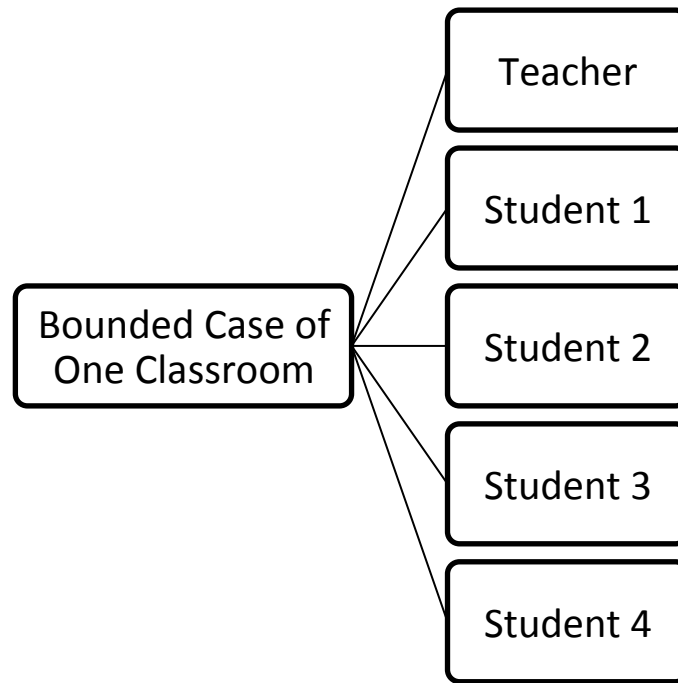 Teacher
Student 1
Bounded Case of
One Classroom
Student 2
Student 3
Student 4